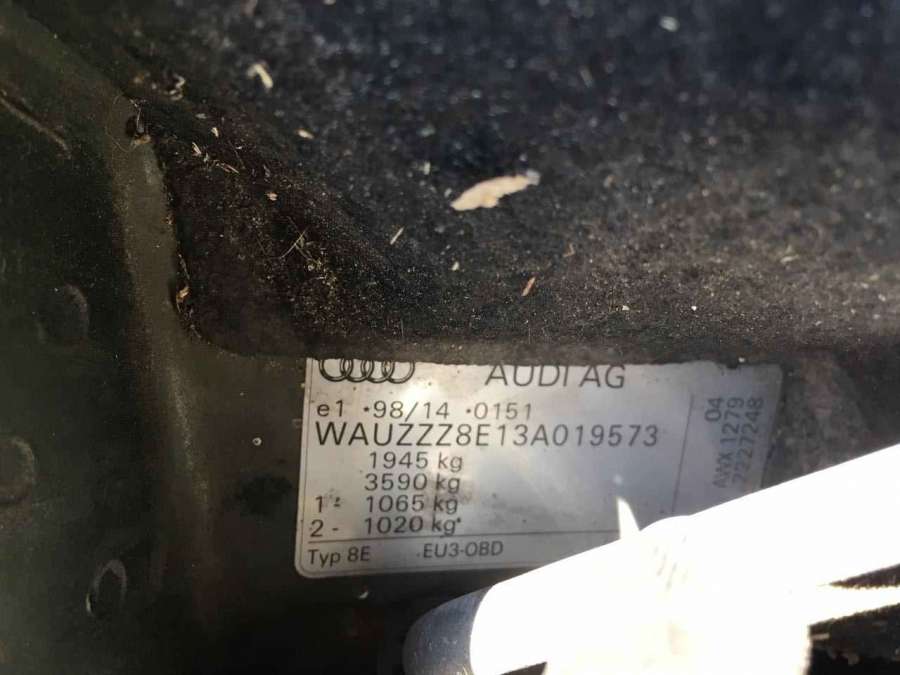 AUDI AG
e1 ·98/14 ·0151
WAUZZZ8E13A019573
1945 kg
3590 kg
1- 1065 kg
2- 1020 kg
Typ 8E EU3-OBD
04
AWX 1279
2227248